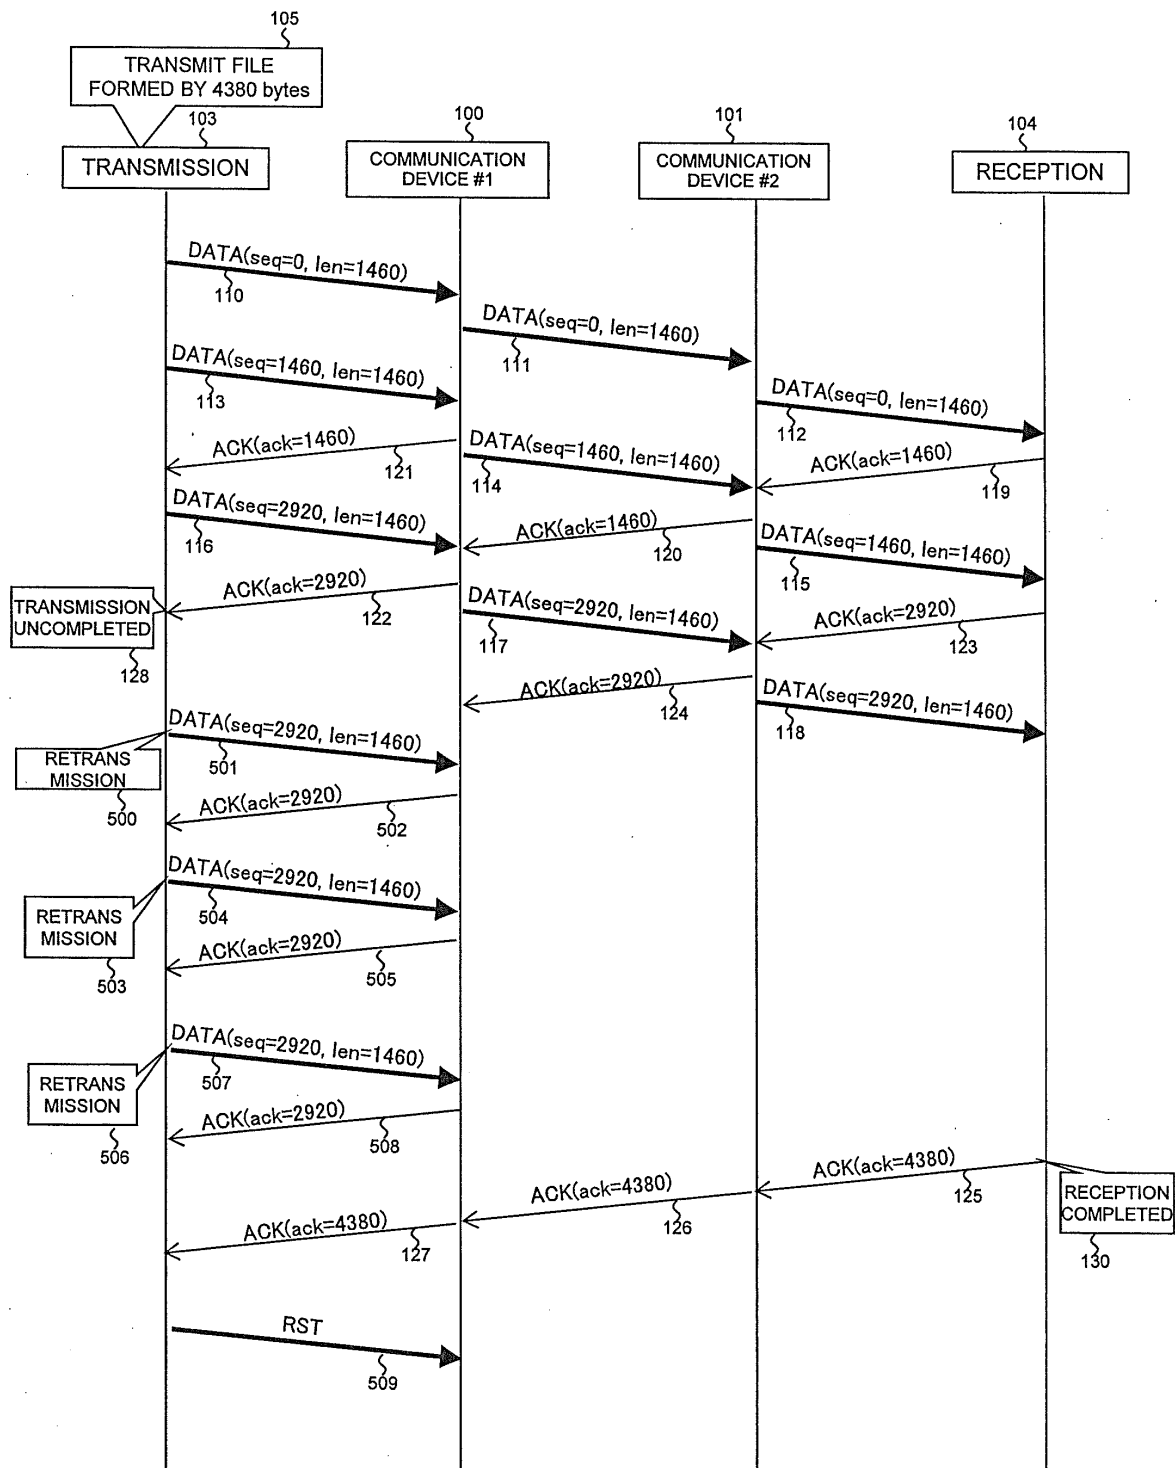 105
TRANSMIT FILE
FORMED BY 4380 bytes
103
100
101
104
TRANSMISSION
COMMUNICATION
DEVICE #1
COMMUNICATION
DEVICE #2
RECEPTION
DATA(seq=0, len=1460)
110
DATA(seq=0, len=1460)
111
DATA(seq=1460, len=1460)
113
DATA(seq=0, len=1460)
112
ACK(ack=1460)
121
DATA(seq=1460, len=1460)
114
ACK(ack=1460)
119
DATA(seq=2920, len=1460)
116
ACK(ack=1460)
120
DATA(seq=1460, len=1460)
115
ACK(ack=2920)
122
TRANSMISSION
UNCOMPLETED
128
DATA(seq=2920, len=1460)
117
ACK(ack=2920)
123
ACK(ack=2920)
124
DATA(seq=2920, len=1460)
118
DATA(seq=2920, len=1460)
501
RETRANS
MISSION
500
ACK(ack=2920)
502
DATA(seq=2920, len=1460)
504
RETRANS
MISSION
503
ACK(ack=2920)
505
DATA(seq=2920, len=1460)
507
RETRANS
MISSION
506
ACK(ack=2920)
508
ACK(ack=4380)
125
RECEPTION
COMPLETED
130
ACK(ack=4380)
126
ACK(ack=4380)
127
RST
509